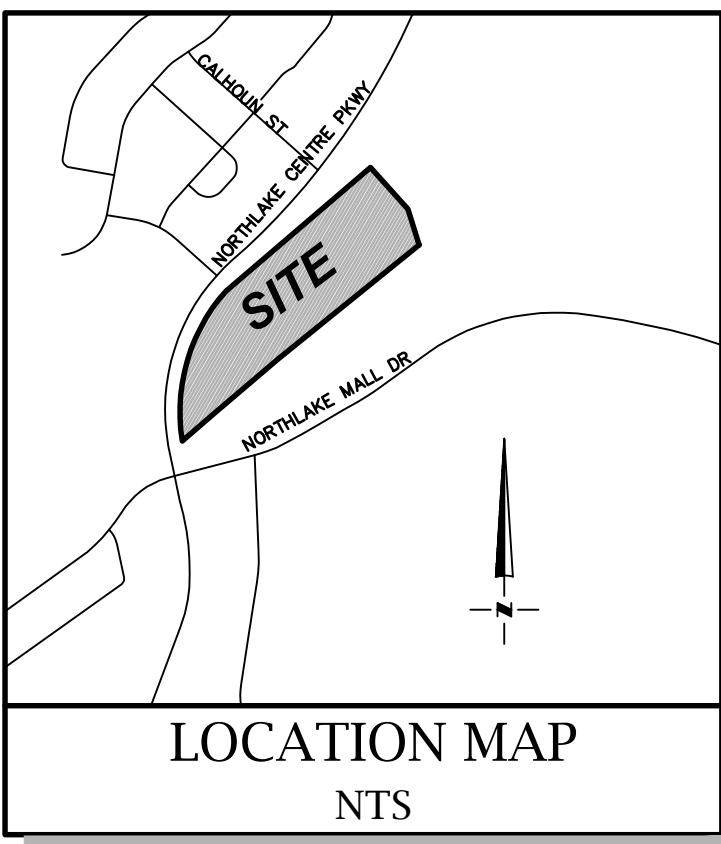 CALHOUN ST
NORTHLAKE CENTRE PKWY
SITE
NORTHLAKE MALL DR
N
LOCATION MAP
NTS